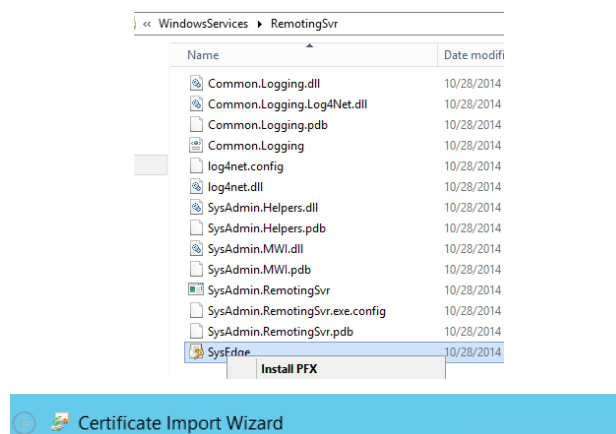 « WindowsServices ▸ RemotingSvr
Name Date modifi
Common.Logging.dll 10/28/2014
Common.Logging.Log4Net.dll 10/28/2014
Common.Logging.pdb 10/28/2014
Common.Logging 10/28/2014
log4net.config 10/28/2014
log4net.dll 10/28/2014
SysAdmin.Helpers.dll 10/28/2014
SysAdmin.Helpers.pdb 10/28/2014
SysAdmin.MWI.dll 10/28/2014
SysAdmin.MWI.pdb 10/28/2014
SysAdmin.RemotingSvr 10/28/2014
SysAdmin.RemotingSvr.exe.config 10/28/2014
SysAdmin.RemotingSvr.pdb 10/28/2014
SysEdge 10/28/2014
Install PFX
Certificate Import Wizard